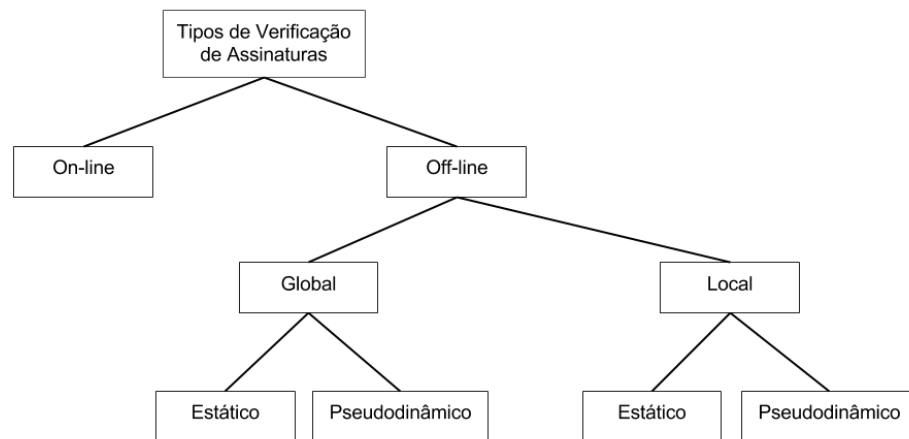 Tipos de Verificação
de Assinaturas
On-line
Off-line
Global
Local
Estático
Pseudodinâmico
Estático
Pseudodinâmico